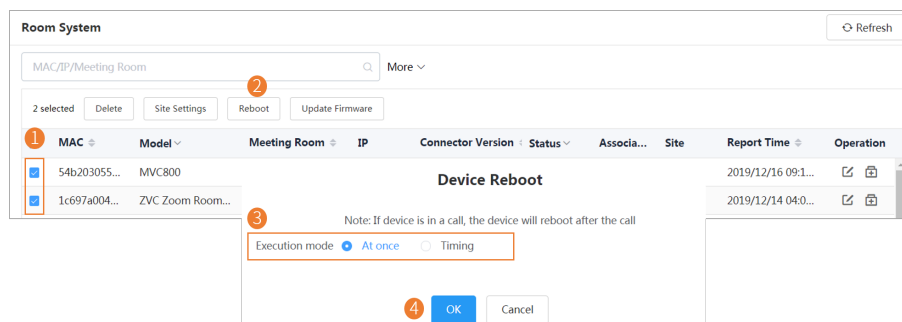 Room System
Refresh
MAC/IP/Meeting Room
More
2
2 selected Delete Site Settings Reboot Update Firmware
1
MAC Model Meeting Room IP Connector Version Status Associa... Site Report Time Operation
54b203055... MVC800 2019/12/16 09:1...
1c697a004... ZVC Zoom Room... 2019/12/14 04:0...
Device Reboot
Note: If device is in a call, the device will reboot after the call
3
Execution mode At once Timing
4
OK Cancel